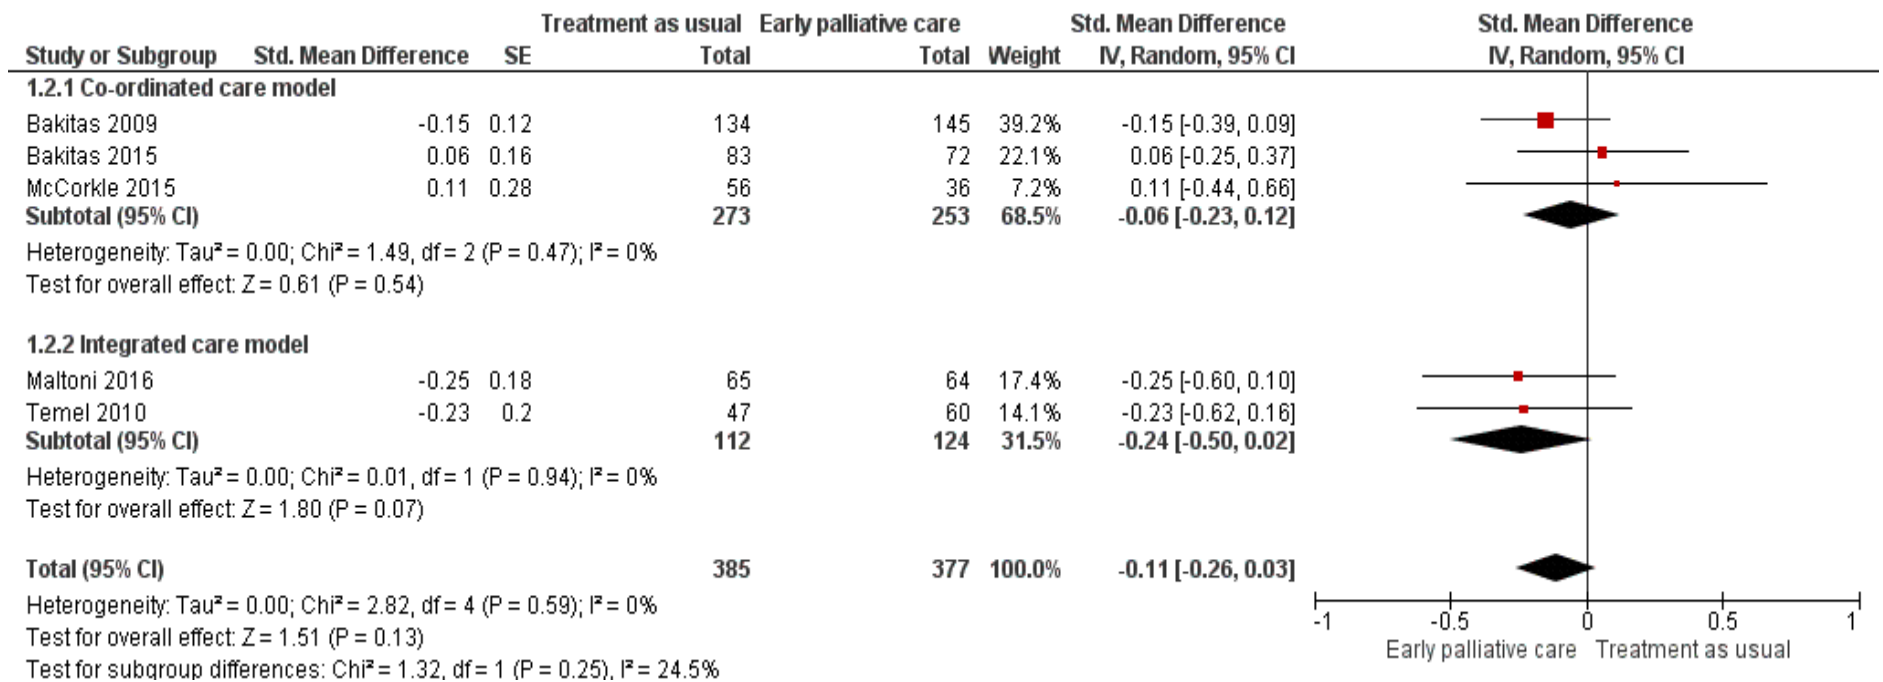 Treatment as usual Early palliative care Std. Mean Difference Std. Mean Difference
Study or Subgroup Std. Mean Difference SE Total Total Weight IV, Random, 95% CI IV, Random, 95% CI
1.2.1 Co-ordinated care model
Bakitas 2009 -0.15 0.12 134 145 39.2% -0.15 [-0.39, 0.09]
Bakitas 2015 0.06 0.16 83 72 22.1% 0.06 [-0.25, 0.37]
McCorkle 2015 0.11 0.28 56 36 7.2% 0.11 [-0.44, 0.66]
Subtotal (95% CI) 273 253 68.5% -0.06 [-0.23, 0.12]
Heterogeneity: Tau² = 0.00; Chi² = 1.49, df = 2 (P = 0.47); I² = 0%
Test for overall effect: Z = 0.61 (P = 0.54)
1.2.2 Integrated care model
Maltoni 2016 -0.25 0.18 65 64 17.4% -0.25 [-0.60, 0.10]
Temel 2010 -0.23 0.2 47 60 14.1% -0.23 [-0.62, 0.16]
Subtotal (95% CI) 112 124 31.5% -0.24 [-0.50, 0.02]
Heterogeneity: Tau² = 0.00; Chi² = 0.01, df = 1 (P = 0.94); I² = 0%
Test for overall effect: Z = 1.80 (P = 0.07)
Total (95% CI) 385 377 100.0% -0.11 [-0.26, 0.03]
Heterogeneity: Tau² = 0.00; Chi² = 2.82, df = 4 (P = 0.59); I² = 0%
Test for overall effect: Z = 1.51 (P = 0.13)
Test for subgroup differences: Chi² = 1.32, df = 1 (P = 0.25), I² = 24.5%
-1 -0.5 0 0.5 1
Early palliative care Treatment as usual